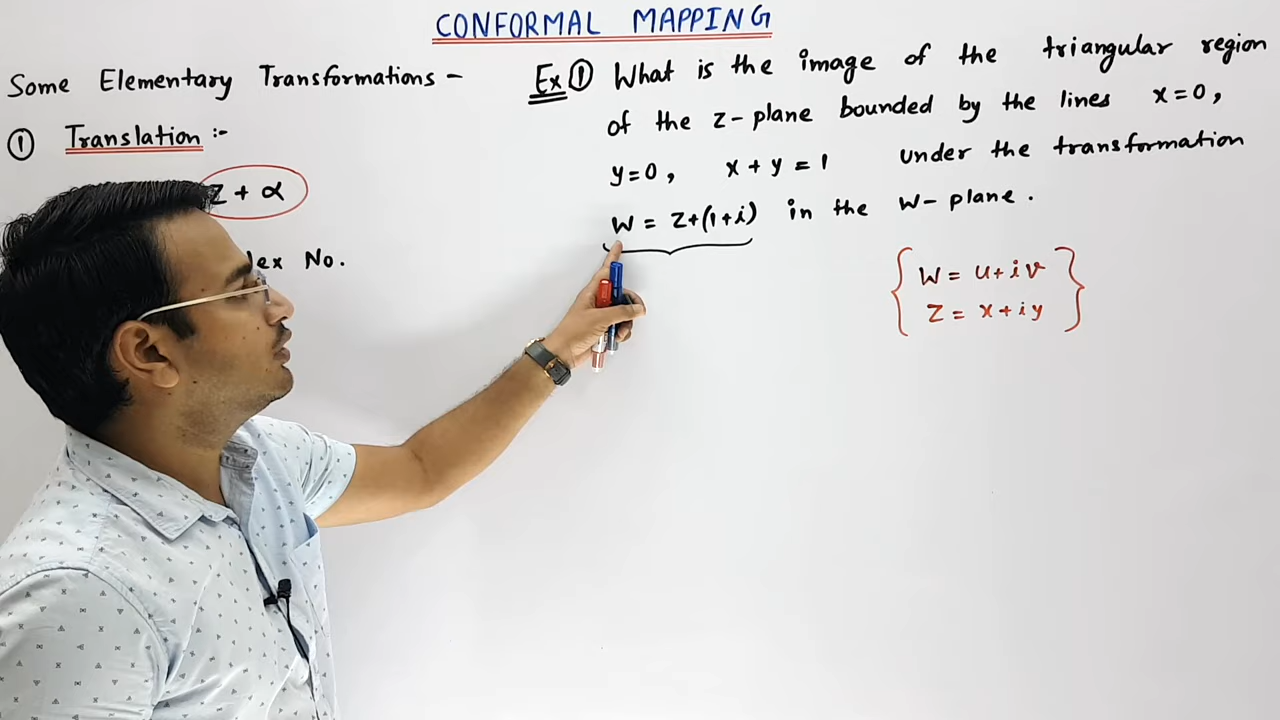 CONFORMAL MAPPING
Some Elementary Transformations -
① Translation :-
z + α
No.
Ex ① What is the image of the triangular region
of the z-plane bounded by the lines x=0,
y=0, x+y=1 under the transformation
W = z+(1+i) in the W-plane.
W = u+iv
z = x+iy